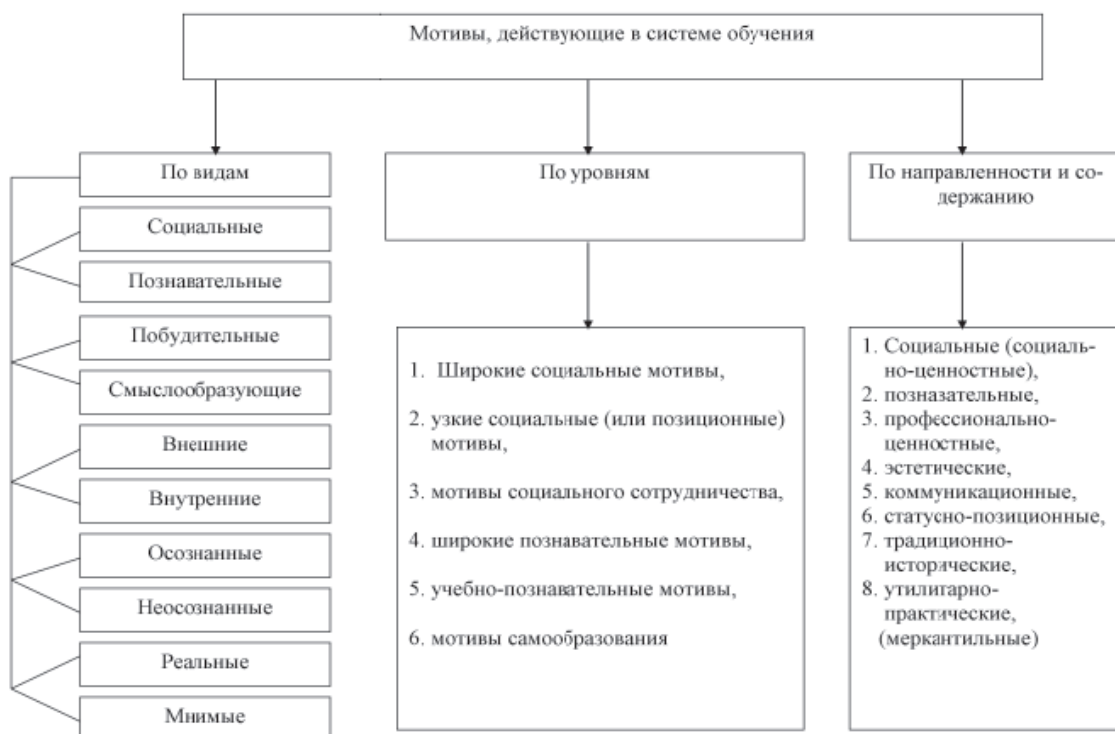 Мотивы, действующие в системе обучения
По видам
Социальные
Познавательные
Побудительные
Смыслообразующие
Внешние
Внутренние
Осознанные
Неосознанные
Реальные
Мнимые
По уровням
1. Широкие социальные мотивы,
2. узкие социальные (или позиционные)
мотивы,
3. мотивы социального сотрудничества,
4. широкие познавательные мотивы,
5. учебно-познавательные мотивы,
6. мотивы самообразования
По направленности и со-
держанию
1. Социальные (социаль-
но-ценностные),
2. позназательные,
3. профессионально-
ценностные,
4. эстетические,
5. коммуникационные,
6. статусно-позиционные,
7. традиционно-
исторические,
8. утилитарно-
практические,
(меркантильные)